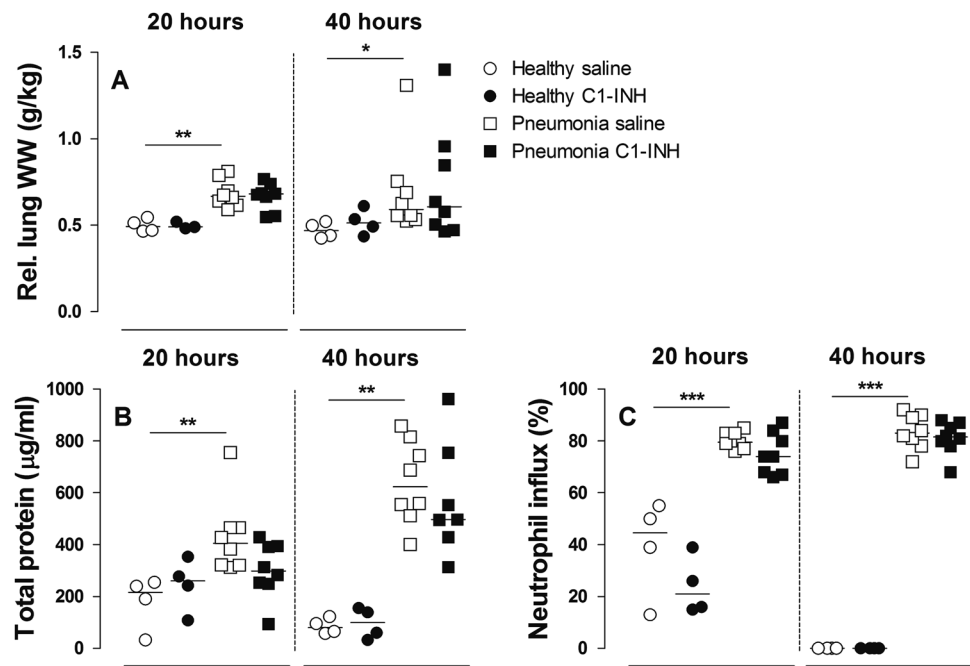 20 hours
40 hours
A
Rel. lung WW (g/kg)
1.5
1.0
0.5
0.0
**
*
Healthy saline
Healthy C1-INH
Pneumonia saline
Pneumonia C1-INH
20 hours
40 hours
B
Total protein (µg/ml)
1000
800
600
400
200
0
**
**
20 hours
40 hours
C
Neutrophil influx (%)
100
80
60
40
20
0
***
***